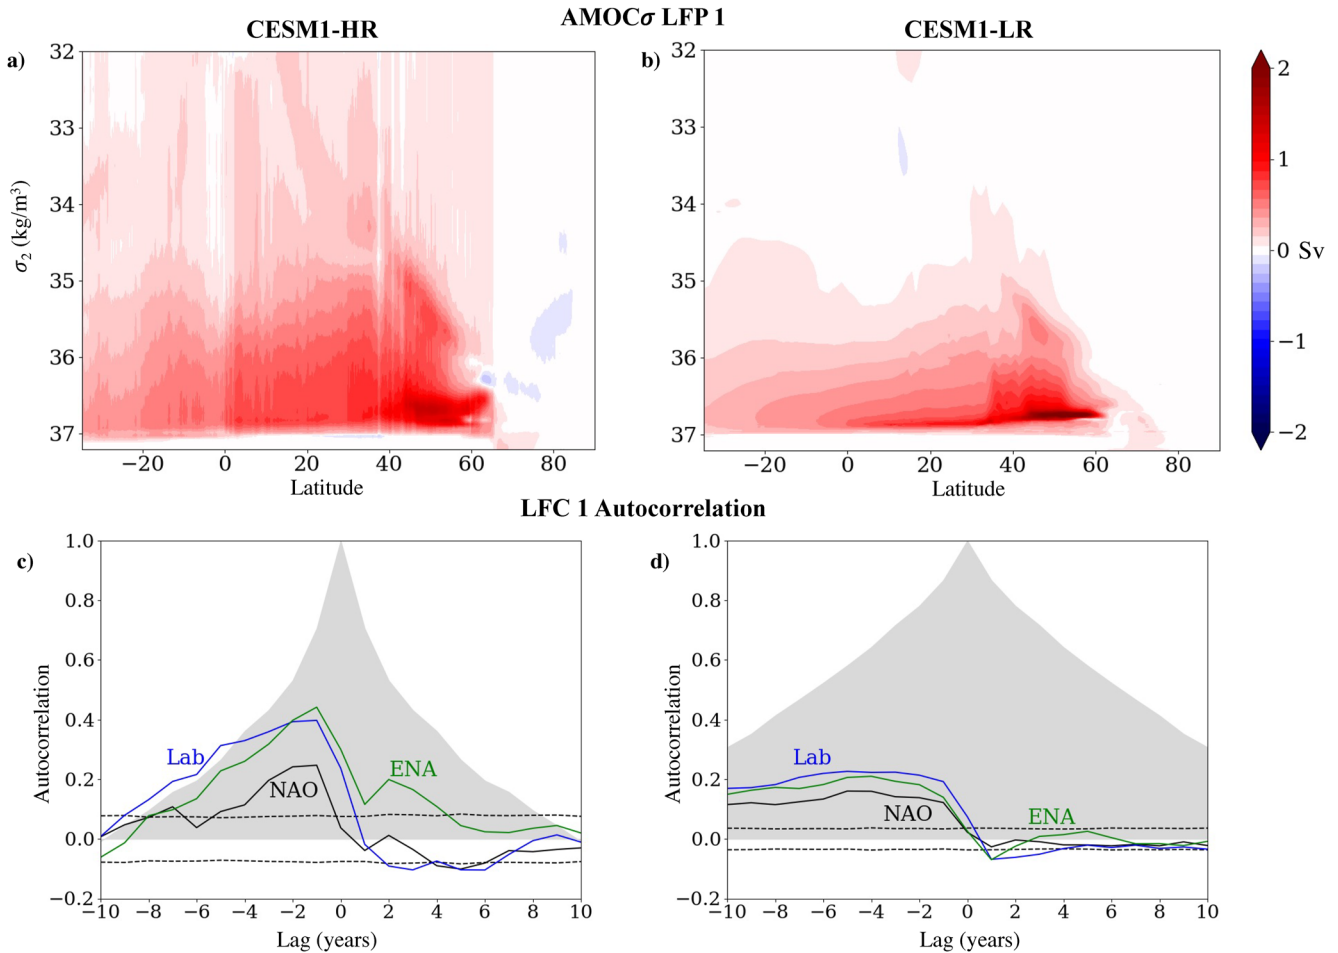 AMOCσ LFP 1
CESM1-HR
CESM1-LR
a)
b)
σ₂ (kg/m³)
32
33
34
35
36
37
−20 0 20 40 60 80
Latitude
32
33
34
35
36
37
−20 0 20 40 60 80
Latitude
2
1
0 Sv
−1
−2
LFC 1 Autocorrelation
c)
Autocorrelation
1.0
0.8
0.6
0.4
0.2
0.0
−0.2
Lab
ENA
NAO
−10 −8 −6 −4 −2 0 2 4 6 8 10
Lag (years)
d)
Autocorrelation
1.0
0.8
0.6
0.4
0.2
0.0
−0.2
Lab
NAO
ENA
−10 −8 −6 −4 −2 0 2 4 6 8 10
Lag (years)